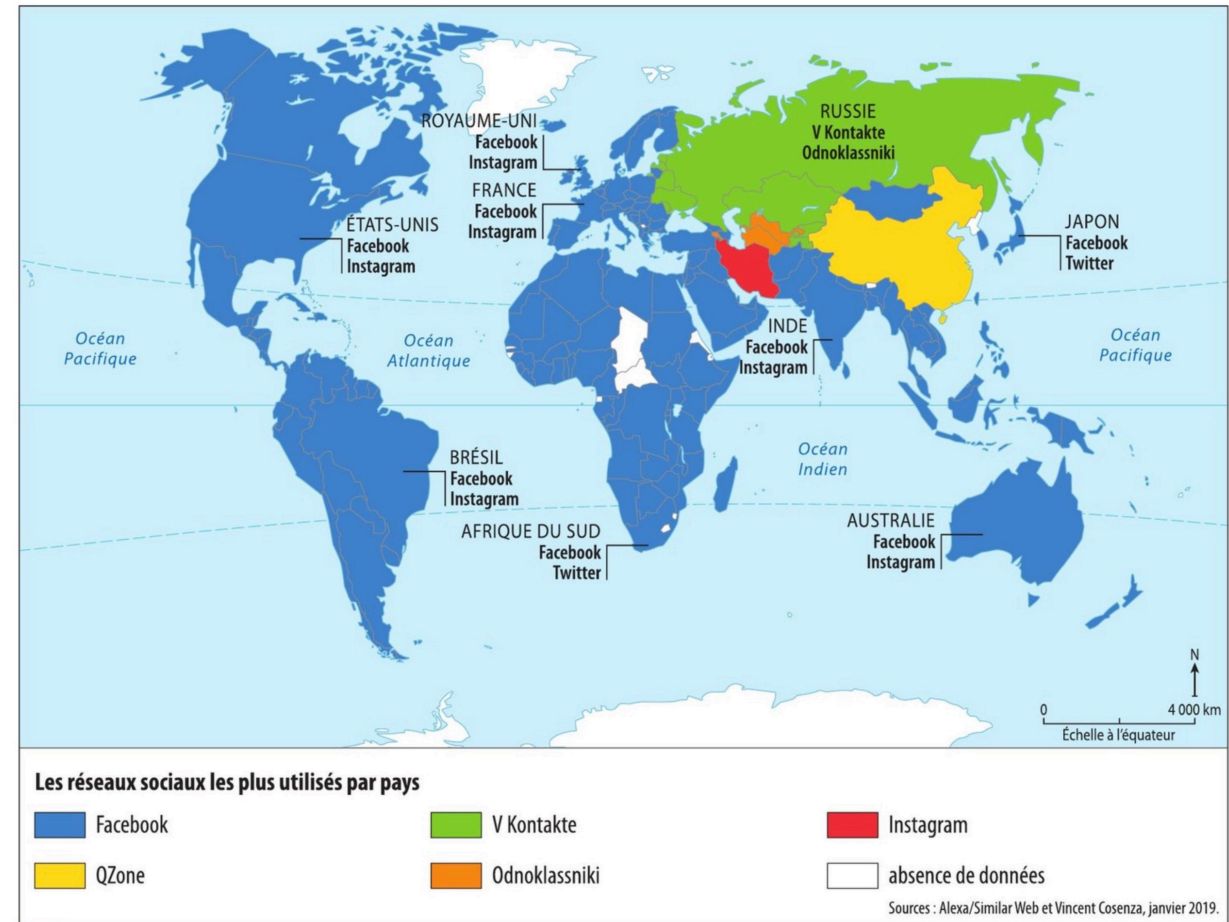 ROYAUME-UNI
Facebook
Instagram
FRANCE
Facebook
Instagram
ÉTATS-UNIS
Facebook
Instagram
RUSSIE
V Kontakte
Odnoklassniki
JAPON
Facebook
Twitter
INDE
Facebook
Instagram
Océan
Pacifique
Océan
Atlantique
Océan
Pacifique
Océan
Indien
BRÉSIL
Facebook
Instagram
AFRIQUE DU SUD
Facebook
Twitter
AUSTRALIE
Facebook
Instagram
N
0 4 000 km
Échelle à l'équateur
Les réseaux sociaux les plus utilisés par pays
Facebook
V Kontakte
Instagram
QZone
Odnoklassniki
absence de données
Sources : Alexa/Similar Web et Vincent Cosenza, janvier 2019.